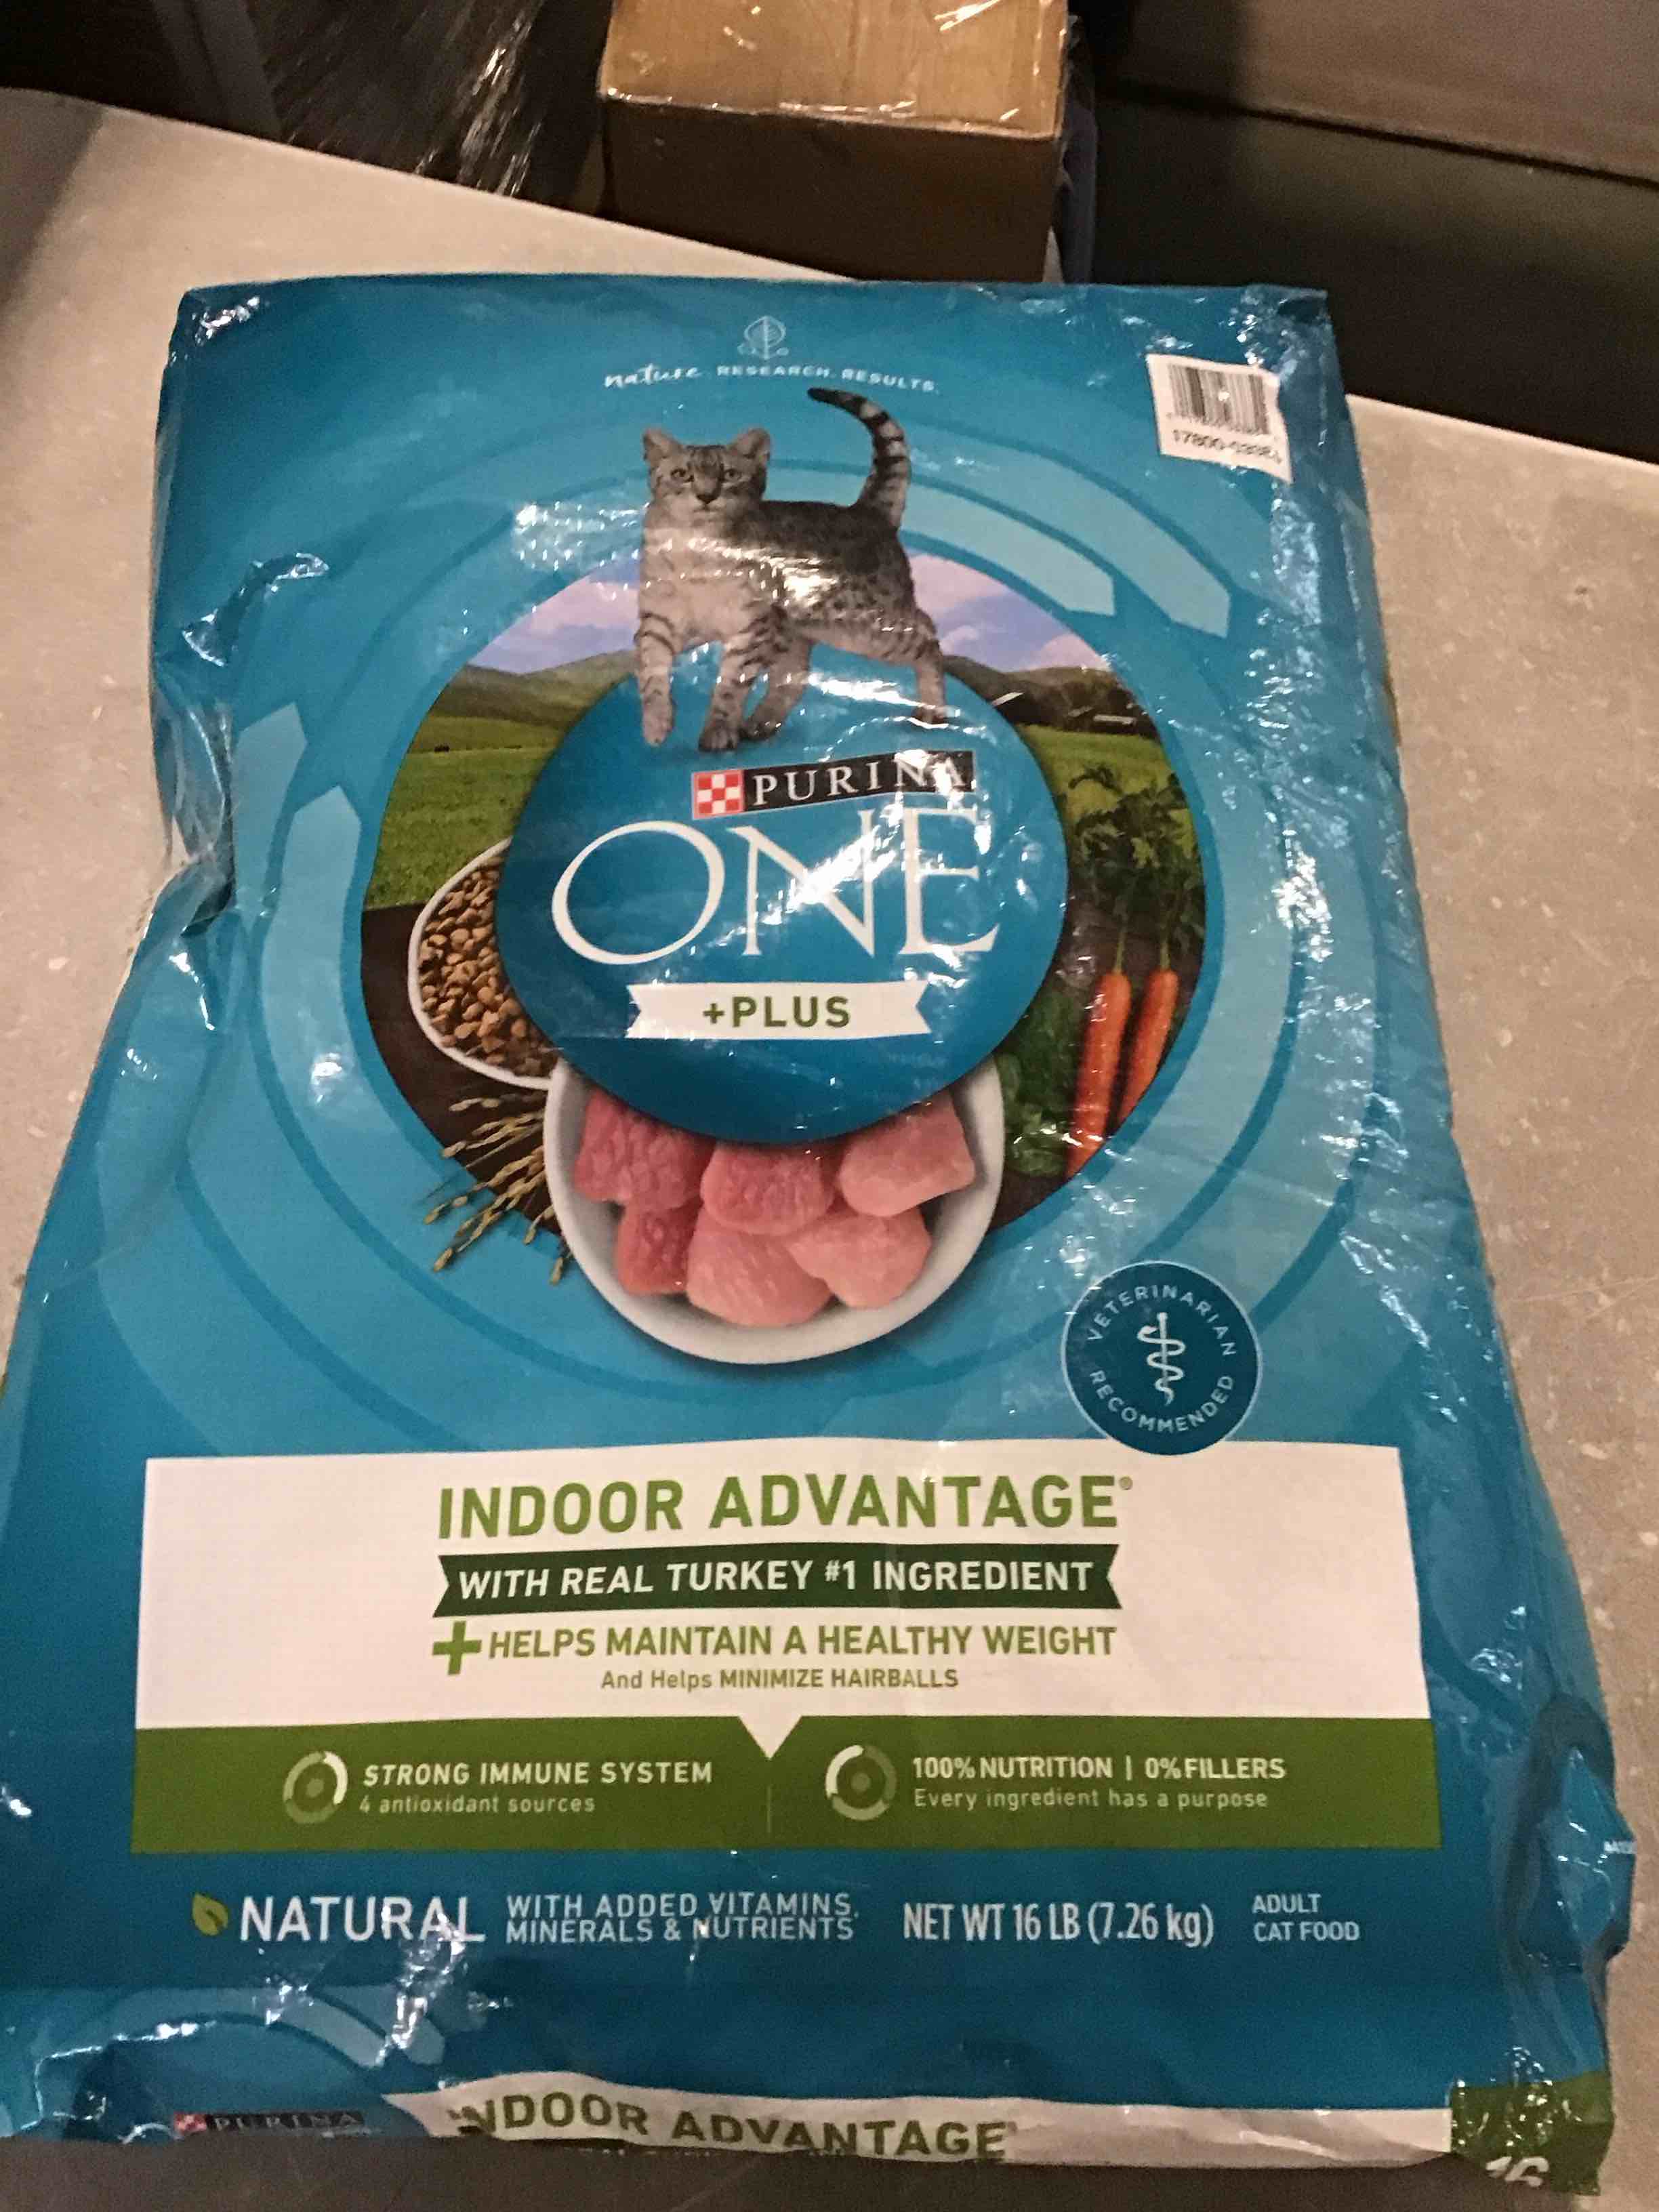 nature. RESEARCH. RESULTS.
PURINA
ONE
+PLUS
VETERINARIAN
RECOMMENDED
INDOOR ADVANTAGE®
WITH REAL TURKEY #1 INGREDIENT
+ HELPS MAINTAIN A HEALTHY WEIGHT
And Helps MINIMIZE HAIRBALLS
STRONG IMMUNE SYSTEM
4 antioxidant sources
100% NUTRITION | 0% FILLERS
Every ingredient has a purpose
NATURAL WITH ADDED VITAMINS,
MINERALS & NUTRIENTS
NET WT 16 LB (7.26 kg)
ADULT
CAT FOOD
PURINA
INDOOR ADVANTAGE
16